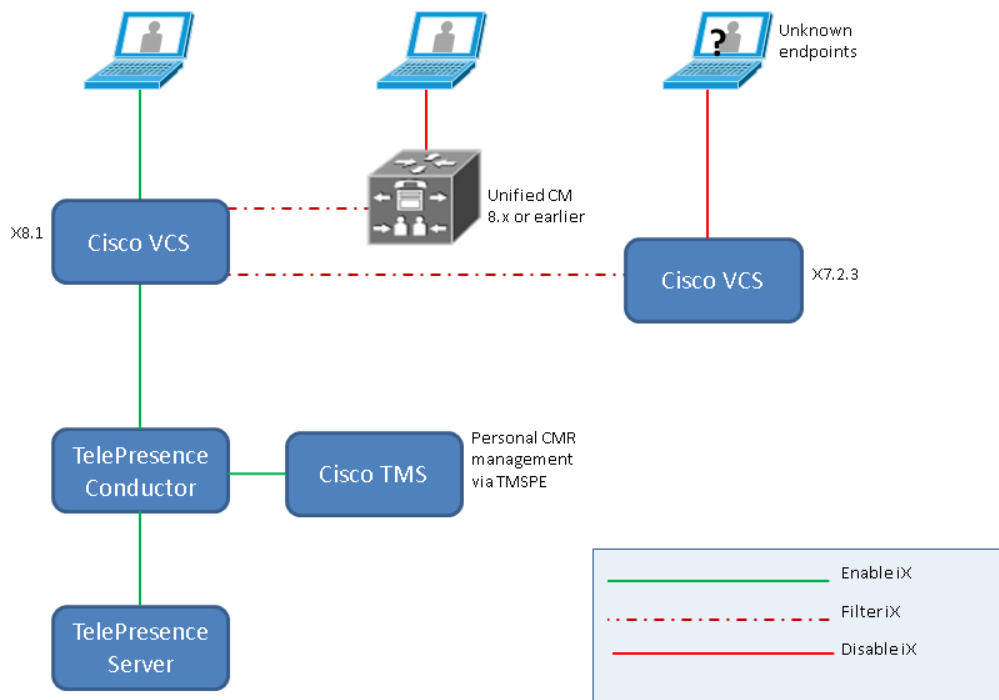 ?
Unknown
endpoints
Unified CM
8.x or earlier
X8.1
Cisco VCS
Cisco VCS
X7.2.3
TelePresence
Conductor
Cisco TMS
Personal CMR
management
via TMSPE
TelePresence
Server
Enable iX
Filter iX
Disable iX